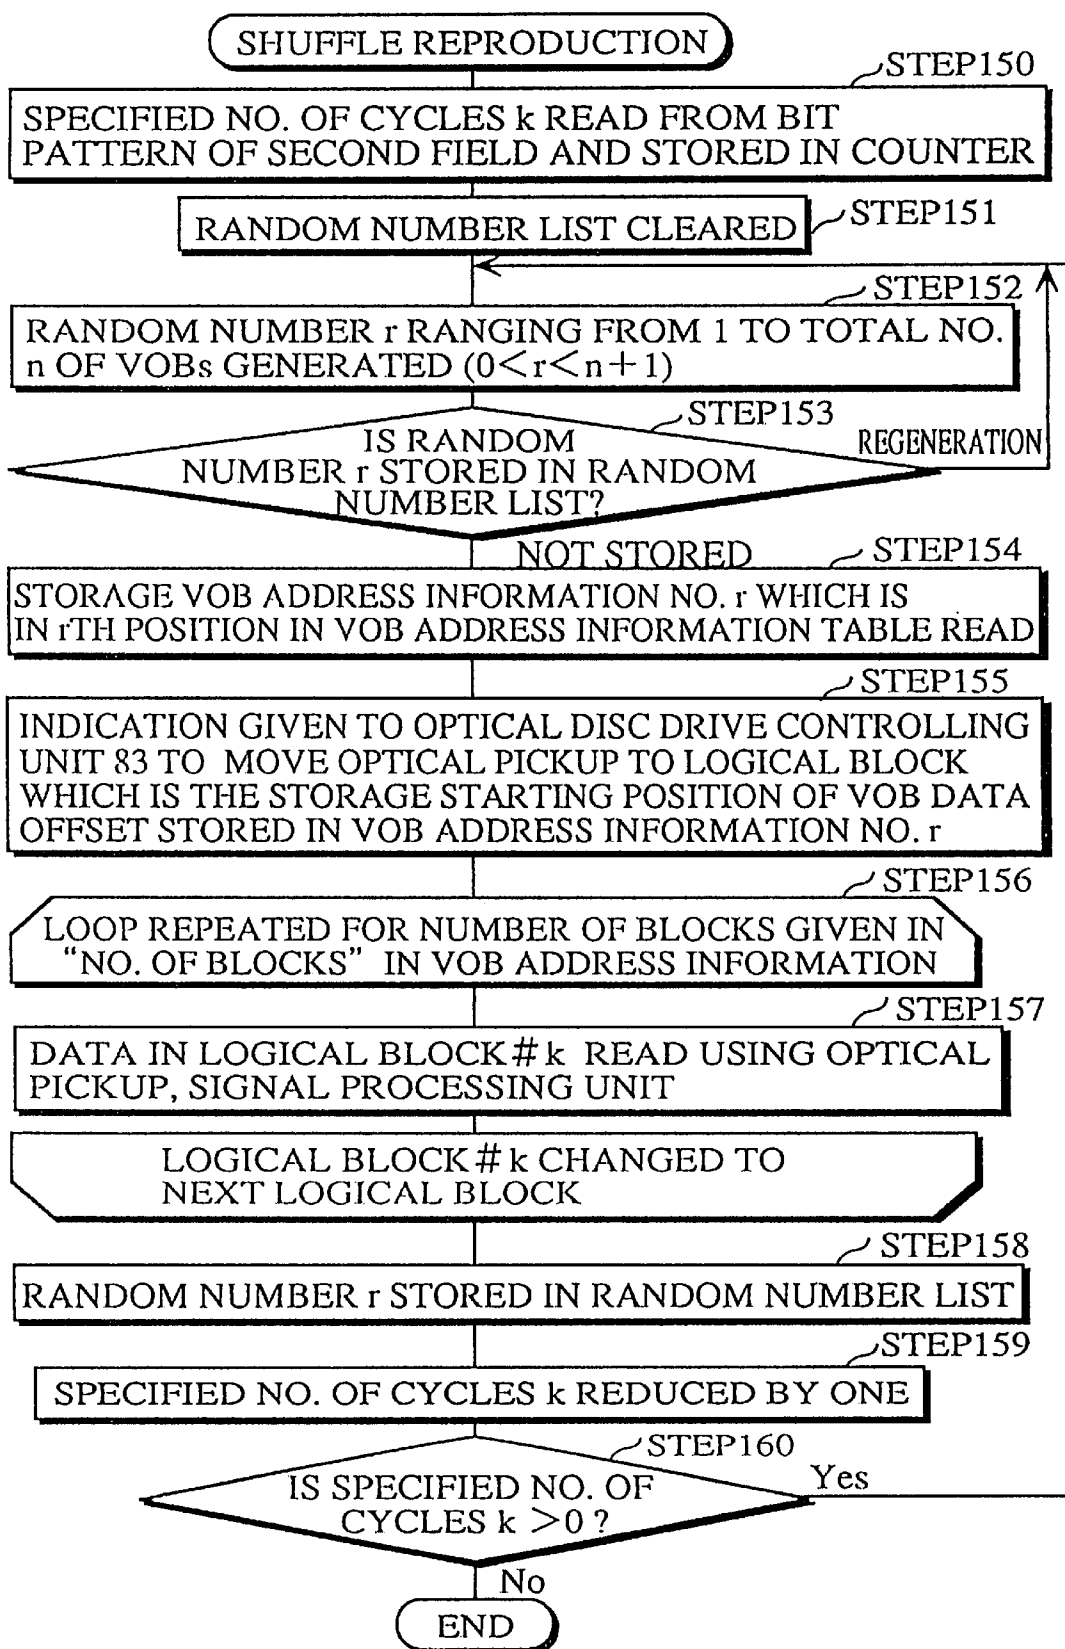 SHUFFLE REPRODUCTION
STEP150
SPECIFIED NO. OF CYCLES k READ FROM BIT
PATTERN OF SECOND FIELD AND STORED IN COUNTER
STEP151
RANDOM NUMBER LIST CLEARED
STEP152
RANDOM NUMBER r RANGING FROM 1 TO TOTAL NO.
n OF VOBs GENERATED (0<r<n+1)
STEP153
IS RANDOM
NUMBER r STORED IN RANDOM
NUMBER LIST?
REGENERATION
NOT STORED
STEP154
STORAGE VOB ADDRESS INFORMATION NO. r WHICH IS
IN rTH POSITION IN VOB ADDRESS INFORMATION TABLE READ
STEP155
INDICATION GIVEN TO OPTICAL DISC DRIVE CONTROLLING
UNIT 83 TO MOVE OPTICAL PICKUP TO LOGICAL BLOCK
WHICH IS THE STORAGE STARTING POSITION OF VOB DATA
OFFSET STORED IN VOB ADDRESS INFORMATION NO. r
STEP156
LOOP REPEATED FOR NUMBER OF BLOCKS GIVEN IN
“NO. OF BLOCKS” IN VOB ADDRESS INFORMATION
STEP157
DATA IN LOGICAL BLOCK#k READ USING OPTICAL
PICKUP, SIGNAL PROCESSING UNIT
LOGICAL BLOCK#k CHANGED TO
NEXT LOGICAL BLOCK
STEP158
RANDOM NUMBER r STORED IN RANDOM NUMBER LIST
STEP159
SPECIFIED NO. OF CYCLES k REDUCED BY ONE
STEP160
IS SPECIFIED NO. OF
CYCLES k >0?
Yes
No
END